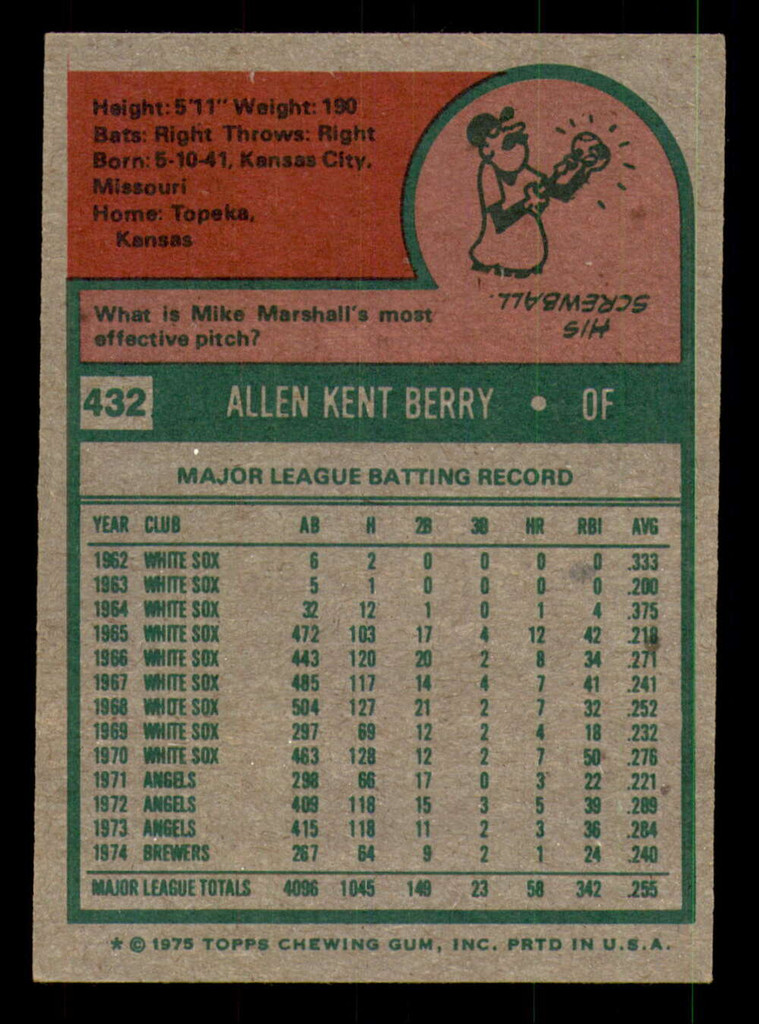 Height: 5'11" Weight: 190
Bats: Right Throws: Right
Born: 5-10-41, Kansas City,
Missouri
Home: Topeka,
Kansas
HIS
SCREWBALL.
What is Mike Marshall's most
effective pitch?
432 ALLEN KENT BERRY • OF
MAJOR LEAGUE BATTING RECORD
YEAR CLUB AB H 2B 3B HR RBI AVG
1962 WHITE SOX 6 2 0 0 0 0 .333
1963 WHITE SOX 5 1 0 0 0 0 .200
1964 WHITE SOX 32 12 1 0 1 4 .375
1965 WHITE SOX 472 103 17 4 12 42 .218
1966 WHITE SOX 443 120 20 2 8 34 .271
1967 WHITE SOX 485 117 14 4 7 41 .241
1968 WHITE SOX 504 127 21 2 7 32 .252
1969 WHITE SOX 297 69 12 2 4 18 .232
1970 WHITE SOX 463 128 12 2 7 50 .276
1971 ANGELS 298 66 17 0 3 22 .221
1972 ANGELS 409 118 15 3 5 39 .289
1973 ANGELS 415 118 11 2 3 36 .284
1974 BREWERS 267 64 9 2 1 24 .240
MAJOR LEAGUE TOTALS 4096 1045 149 23 58 342 .255
* © 1975 TOPPS CHEWING GUM, INC. PRTD IN U.S.A.